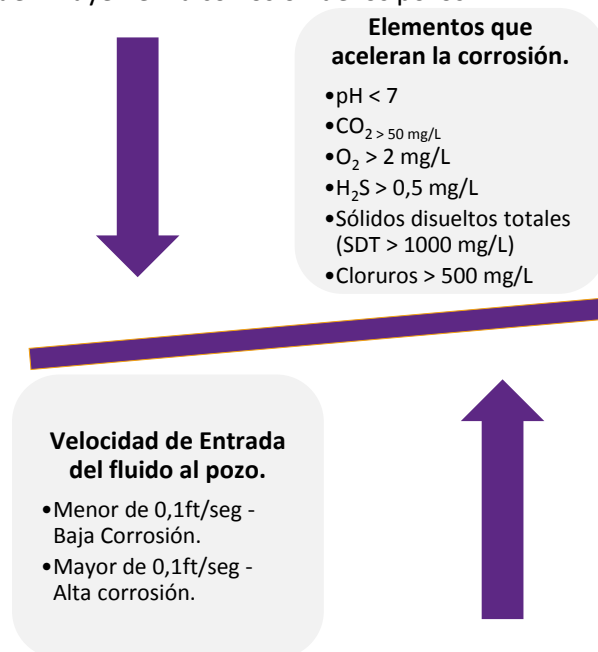 Elementos que
aceleran la corrosión.
•pH < 7
•CO₂ > 50 mg/L
•O₂ > 2 mg/L
•H₂S > 0,5 mg/L
•Sólidos disueltos totales
(SDT > 1000 mg/L)
•Cloruros > 500 mg/L
Velocidad de Entrada
del fluido al pozo.
•Menor de 0,1ft/seg -
Baja Corrosión.
•Mayor de 0,1ft/seg -
Alta corrosión.